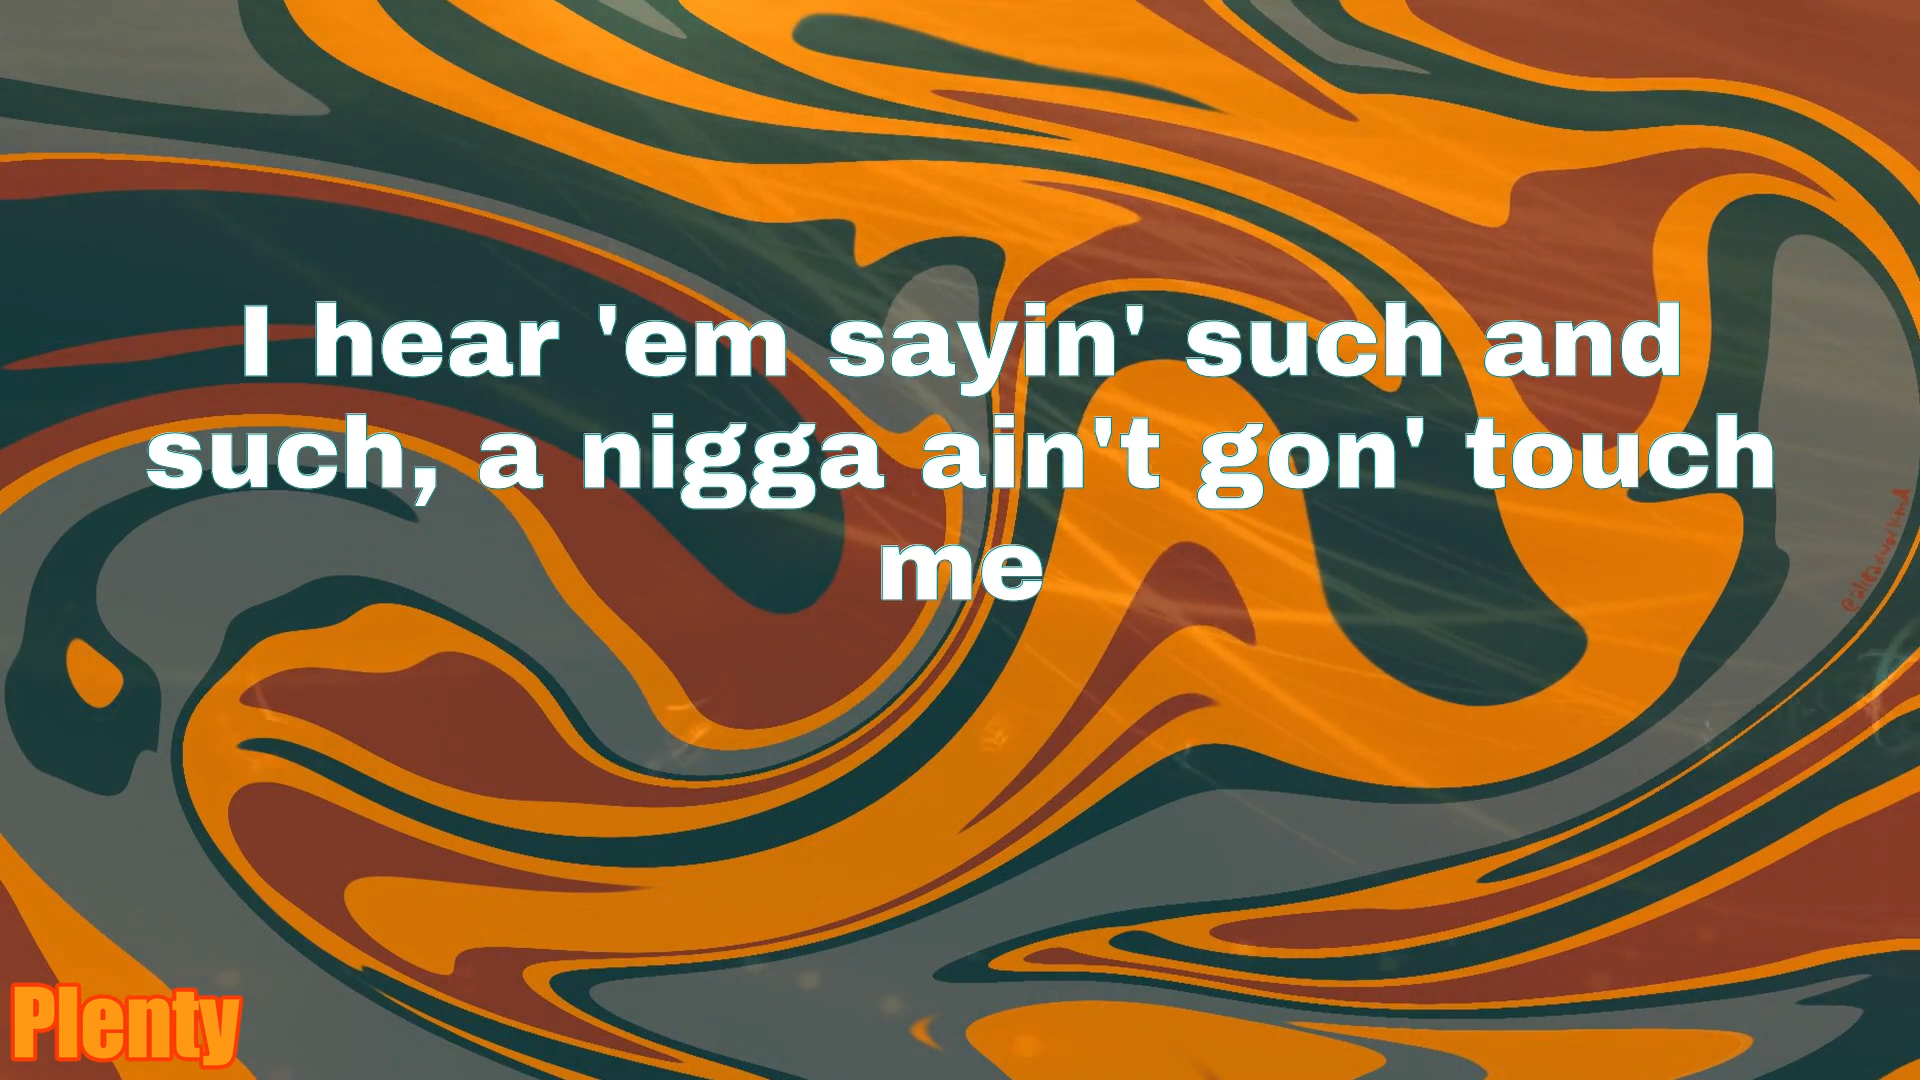 I hear 'em sayin' such and
such, a nigga ain't gon' touch
me
Plenty